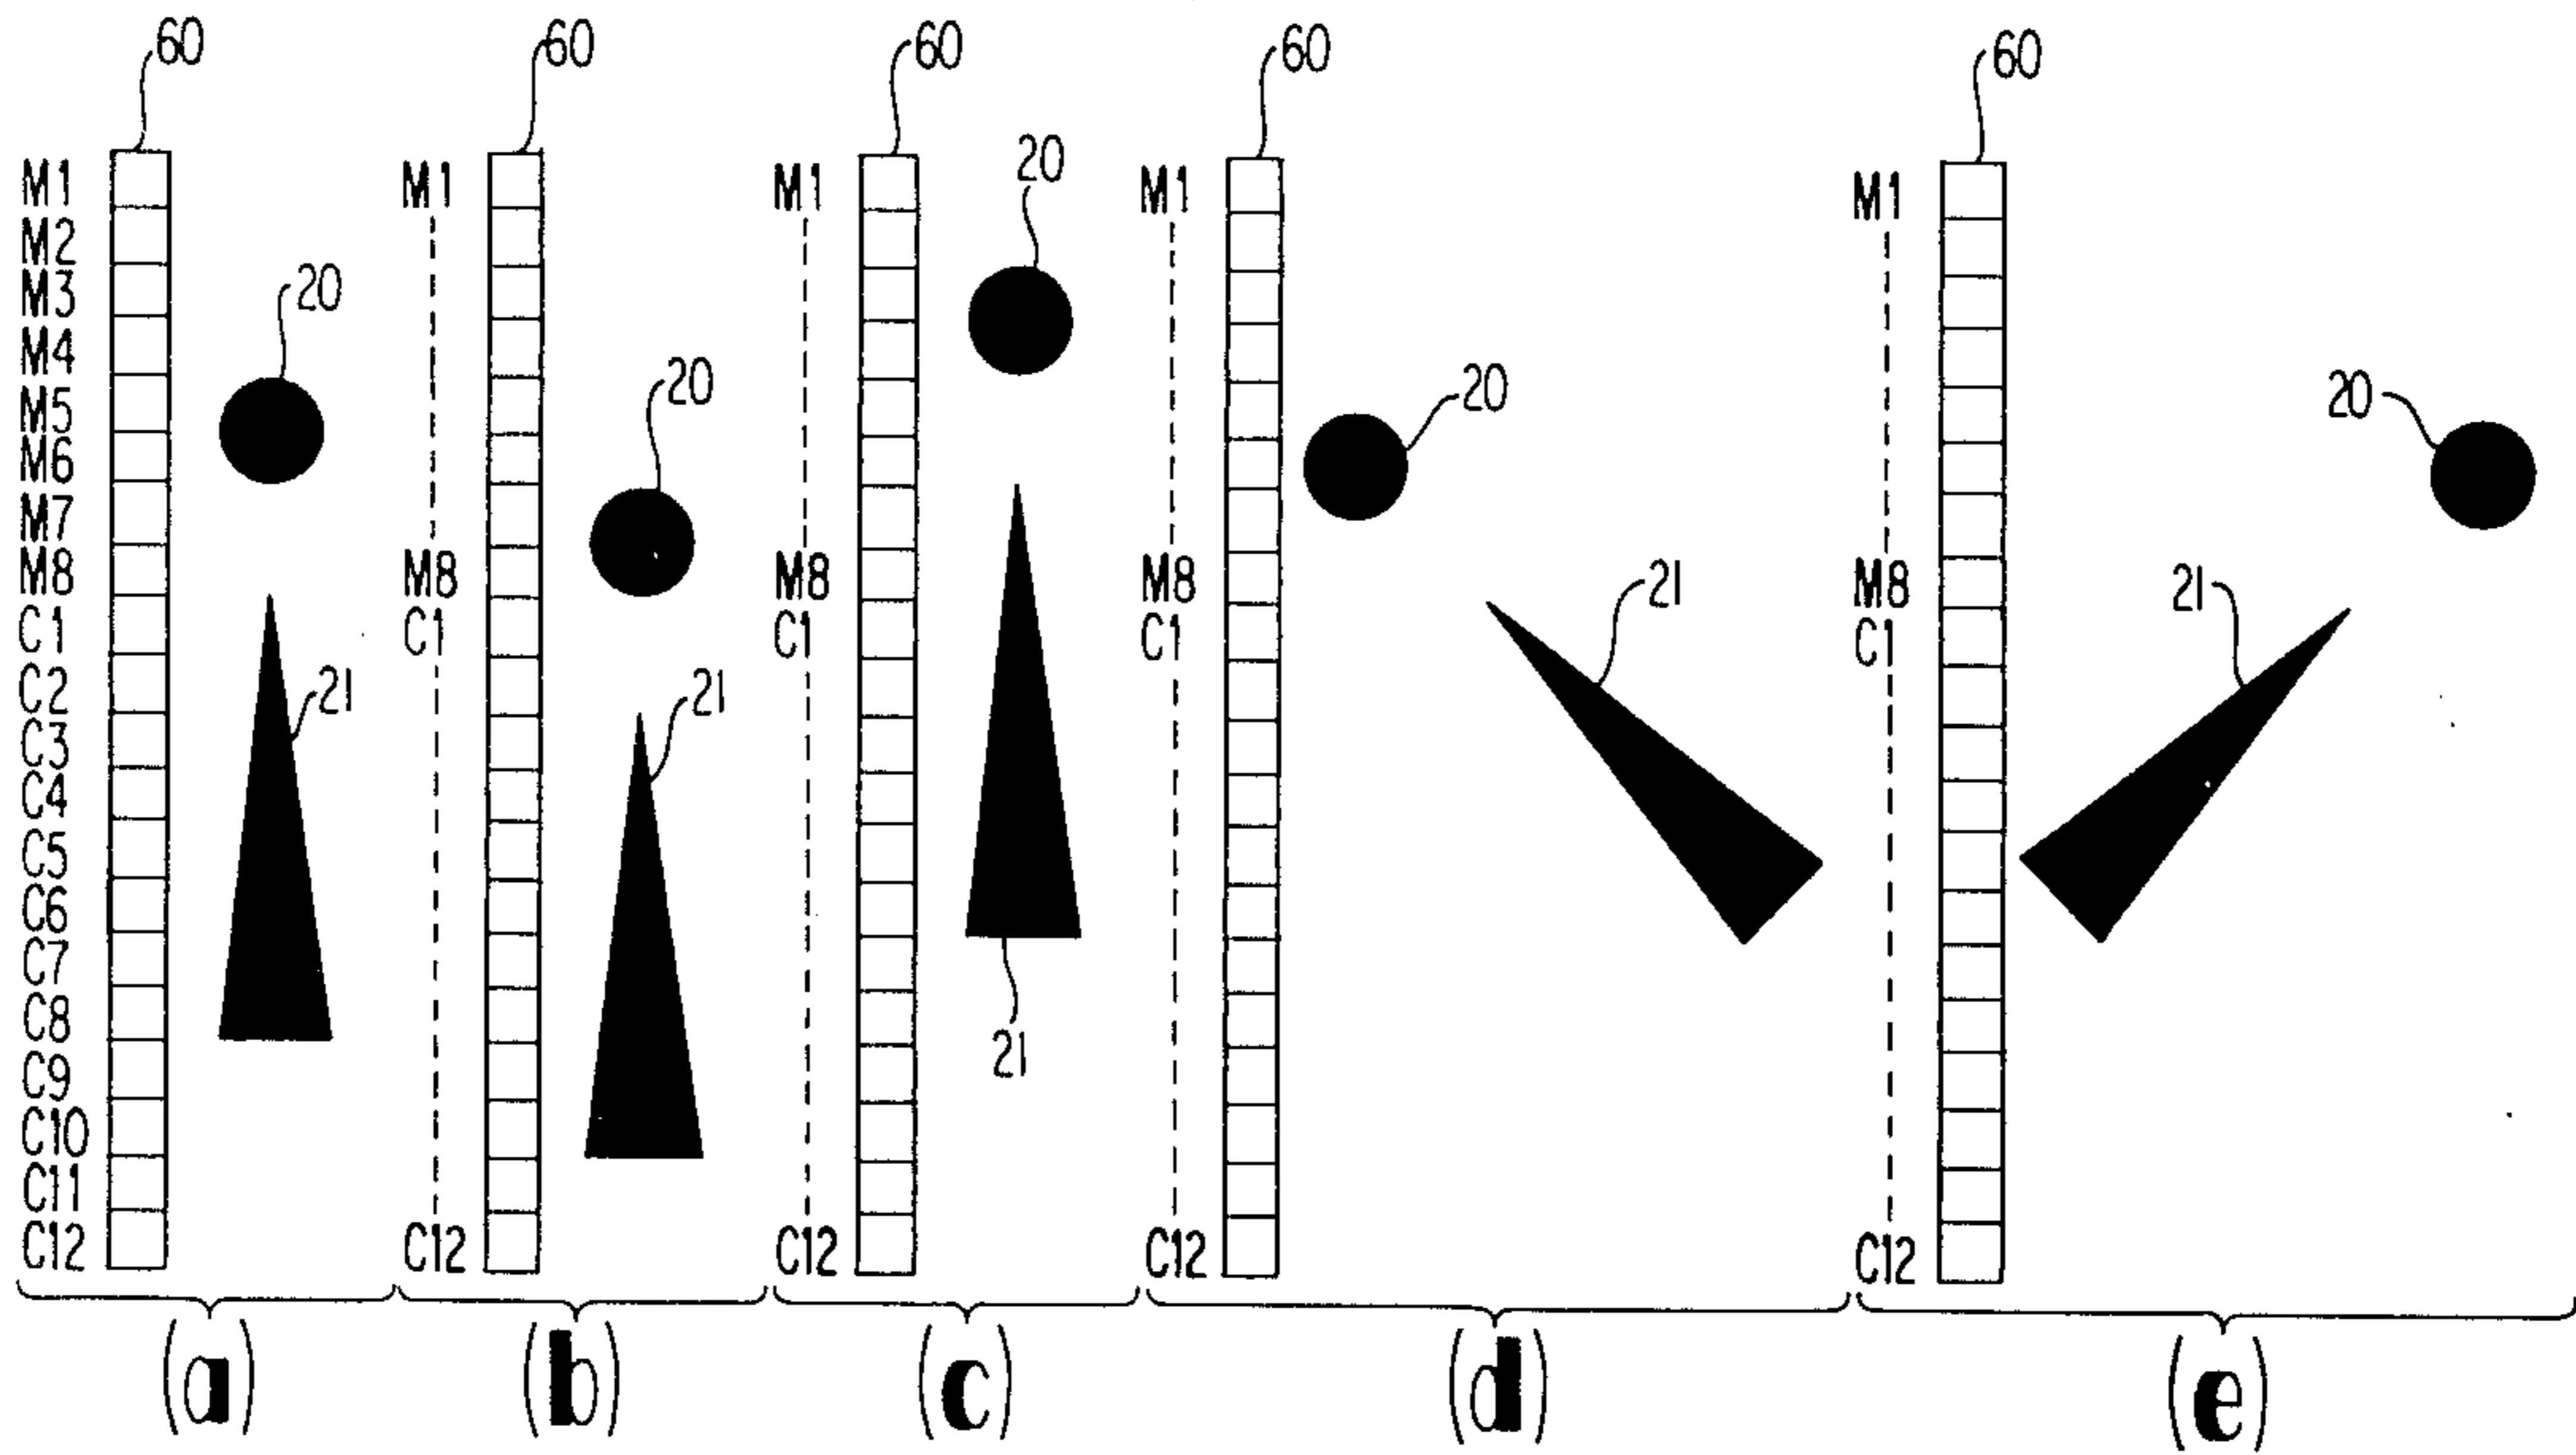 60 60 60 60 60
M1 M1 M1 20 M1 M1
M2
M3 20
M4 20 20 20
M5
M6
M7
M8 M8 M8 M8 21 M8 21
C1 C1 C1 C1 C1
C2 21 21
C3
C4
C5
C6
C7
C8
C9 21
C10
C11
C12 C12 C12 C12 C12
(a) (b) (c) (d) (e)